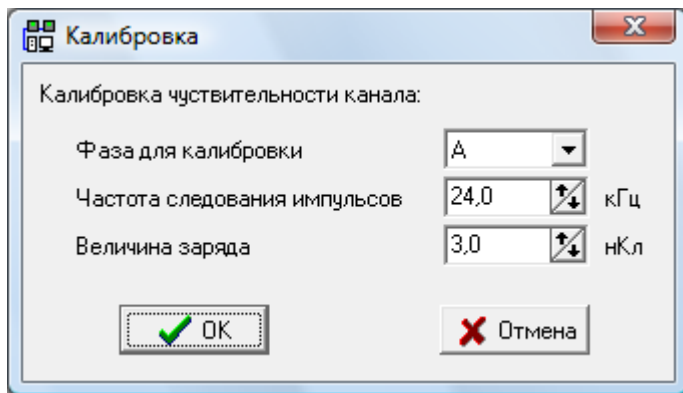 Калибровка
Калибровка чуствительности канала:
Фаза для калибровки A
Частота следования импульсов 24,0 кГц
Величина заряда 3,0 нКл
OK Отмена